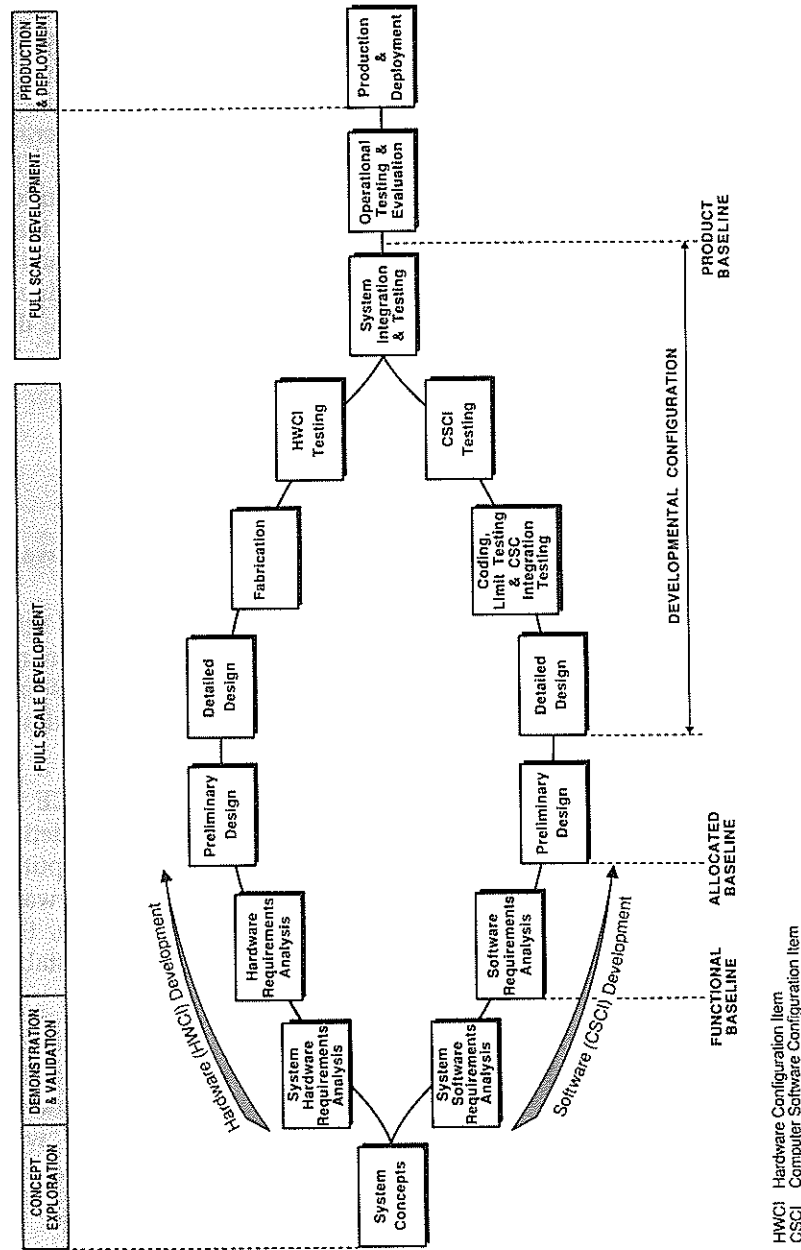 CONCEPT
EXPLORATION
DEMONSTRATION
& VALIDATION
FULL SCALE DEVELOPMENT
FULL SCALE DEVELOPMENT
PRODUCTION
& DEPLOYMENT
Hardware (HWCI) Development
System
Concepts
System
Hardware
Requirements
Analysis
Hardware
Requirements
Analysis
Preliminary
Design
Detailed
Design
Fabrication
HWCI
Testing
System
Software
Requirements
Analysis
Software
Requirements
Analysis
Preliminary
Design
Detailed
Design
Coding,
Limit Testing
& CSC
Integration
Testing
CSCI
Testing
System
Integration
& Testing
Operational
Testing &
Evaluation
Production
&
Deployment
Software (CSCI) Development
DEVELOPMENTAL CONFIGURATION
FUNCTIONAL
BASELINE
ALLOCATED
BASELINE
PRODUCT
BASELINE
HWCI Hardware Configuration Item
CSCI Computer Software Configuration Item